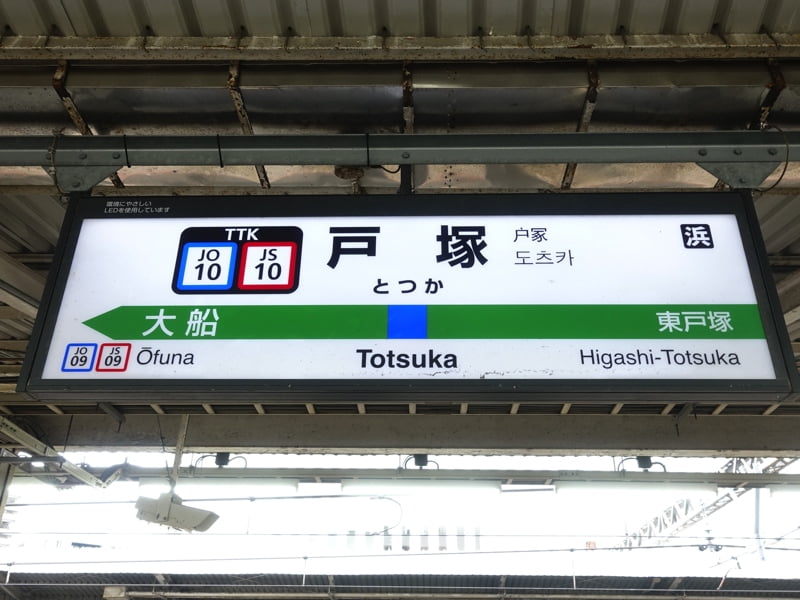 環境にやさしい
LEDを使用しています
TTK
JO 10 JS 10
戸塚
户冢
도츠카
浜
とつか
大船 東戸塚
JO 09 JS 09 Ōfuna Totsuka Higashi-Totsuka